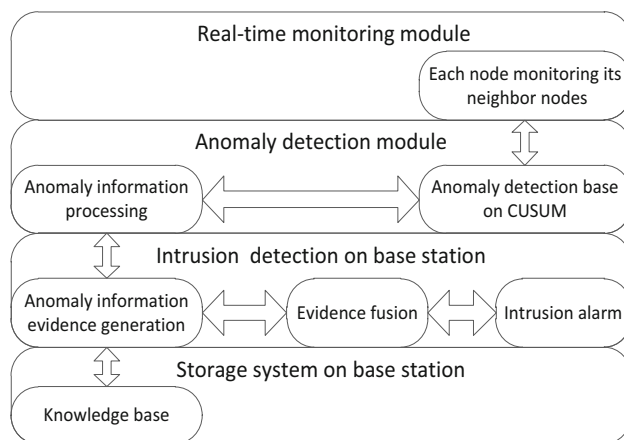 Real-time monitoring module
Each node monitoring its
neighbor nodes
Anomaly detection module
Anomaly information
processing
Anomaly detection base
on CUSUM
Intrusion detection on base station
Anomaly information
evidence generation
Evidence fusion
Intrusion alarm
Storage system on base station
Knowledge base